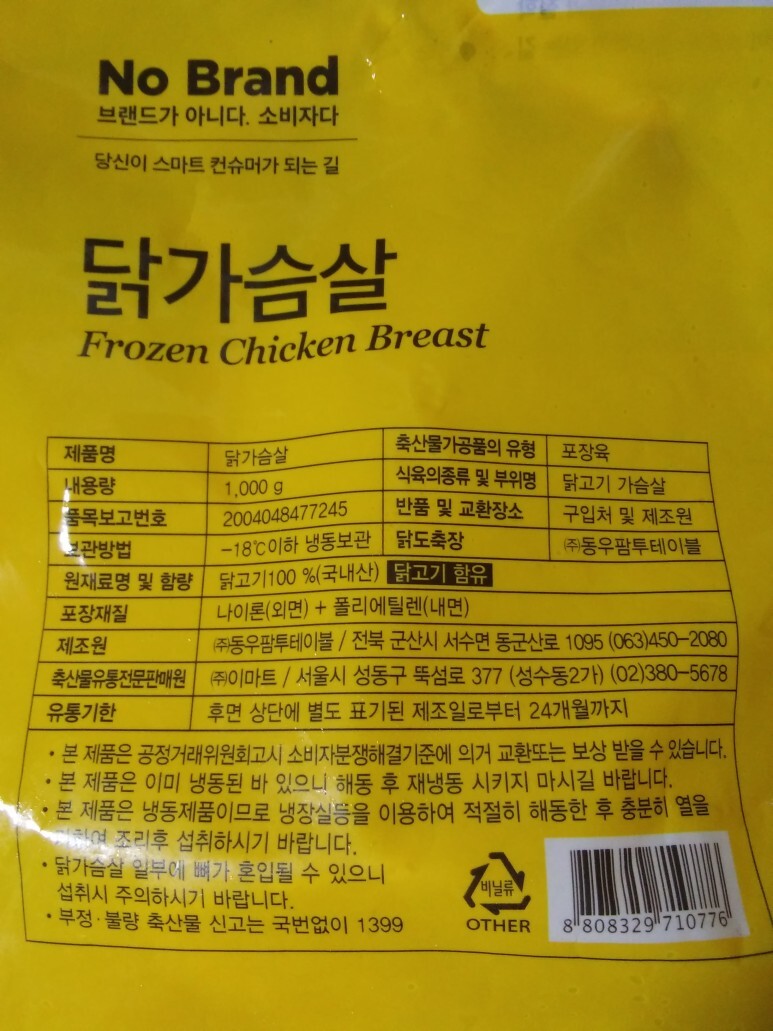 No Brand
브랜드가 아니다. 소비자다
당신이 스마트 컨슈머가 되는 길
닭가슴살
Frozen Chicken Breast
제품명 닭가슴살 축산물가공품의 유형 포장육
내용량 1,000 g 식육의종류 및 부위명 닭고기 가슴살
품목보고번호 2004048477245 반품 및 교환장소 구입처 및 제조원
보관방법 -18℃이하 냉동보관 닭도축장 ㈜동우팜투테이블
원재료명 및 함량 닭고기100 %(국내산) 닭고기 함유
포장재질 나이론(외면) + 폴리에틸렌(내면)
제조원 ㈜동우팜투테이블 / 전북 군산시 서수면 동군산로 1095 (063)450-2080
축산물유통전문판매원 ㈜이마트 / 서울시 성동구 뚝섬로 377 (성수동2가) (02)380-5678
유통기한 후면 상단에 별도 표기된 제조일로부터 24개월까지
• 본 제품은 공정거래위원회고시 소비자분쟁해결기준에 의거 교환또는 보상 받을 수 있습니다.
• 본 제품은 이미 냉동된 바 있으니 해동 후 재냉동 시키지 마시길 바랍니다.
• 본 제품은 냉동제품이므로 냉장실등을 이용하여 적절히 해동한 후 충분히 열을
가하여 조리후 섭취하시기 바랍니다.
• 닭가슴살 일부에 뼈가 혼입될 수 있으니
섭취시 주의하시기 바랍니다.
• 부정·불량 축산물 신고는 국번없이 1399
비닐류
OTHER
8 808329 710776